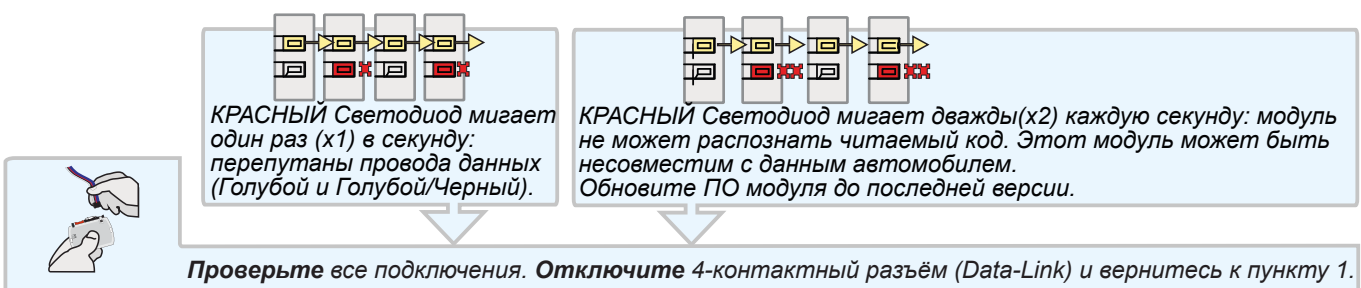 КРАСНЫЙ Светодиод мигает
один раз (x1) в секунду:
перепутаны провода данных
(Голубой и Голубой/Черный).
КРАСНЫЙ Светодиод мигает дважды(x2) каждую секунду: модуль
не может распознать читаемый код. Этот модуль может быть
несовместим с данным автомобилем.
Обновите ПО модуля до последней версии.
Проверьте все подключения. Отключите 4-контактный разъём (Data-Link) и вернитесь к пункту 1.